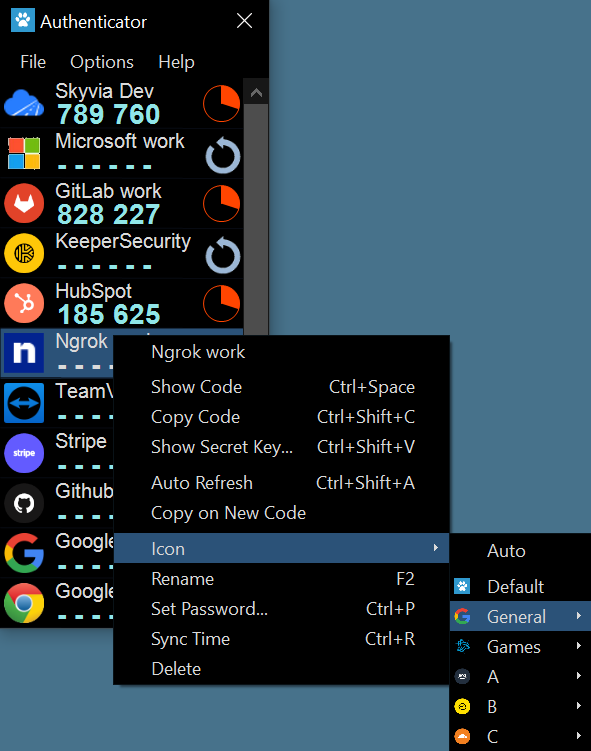 Authenticator
File Options Help
Skyvia Dev
789 760
Microsoft work
- - - - - -
GitLab work
828 227
KeeperSecurity
- - - - - -
HubSpot
185 625
Ngrok
- - - -
TeamV
- - - -
stripe
Stripe
- - - -
Github
- - - -
Google
- - - -
Google
- - - -
Ngrok work
Show Code Ctrl+Space
Copy Code Ctrl+Shift+C
Show Secret Key... Ctrl+Shift+V
Auto Refresh Ctrl+Shift+A
Copy on New Code
Icon
Rename F2
Set Password... Ctrl+P
Sync Time Ctrl+R
Delete
Auto
Default
General
Games
A
B
C